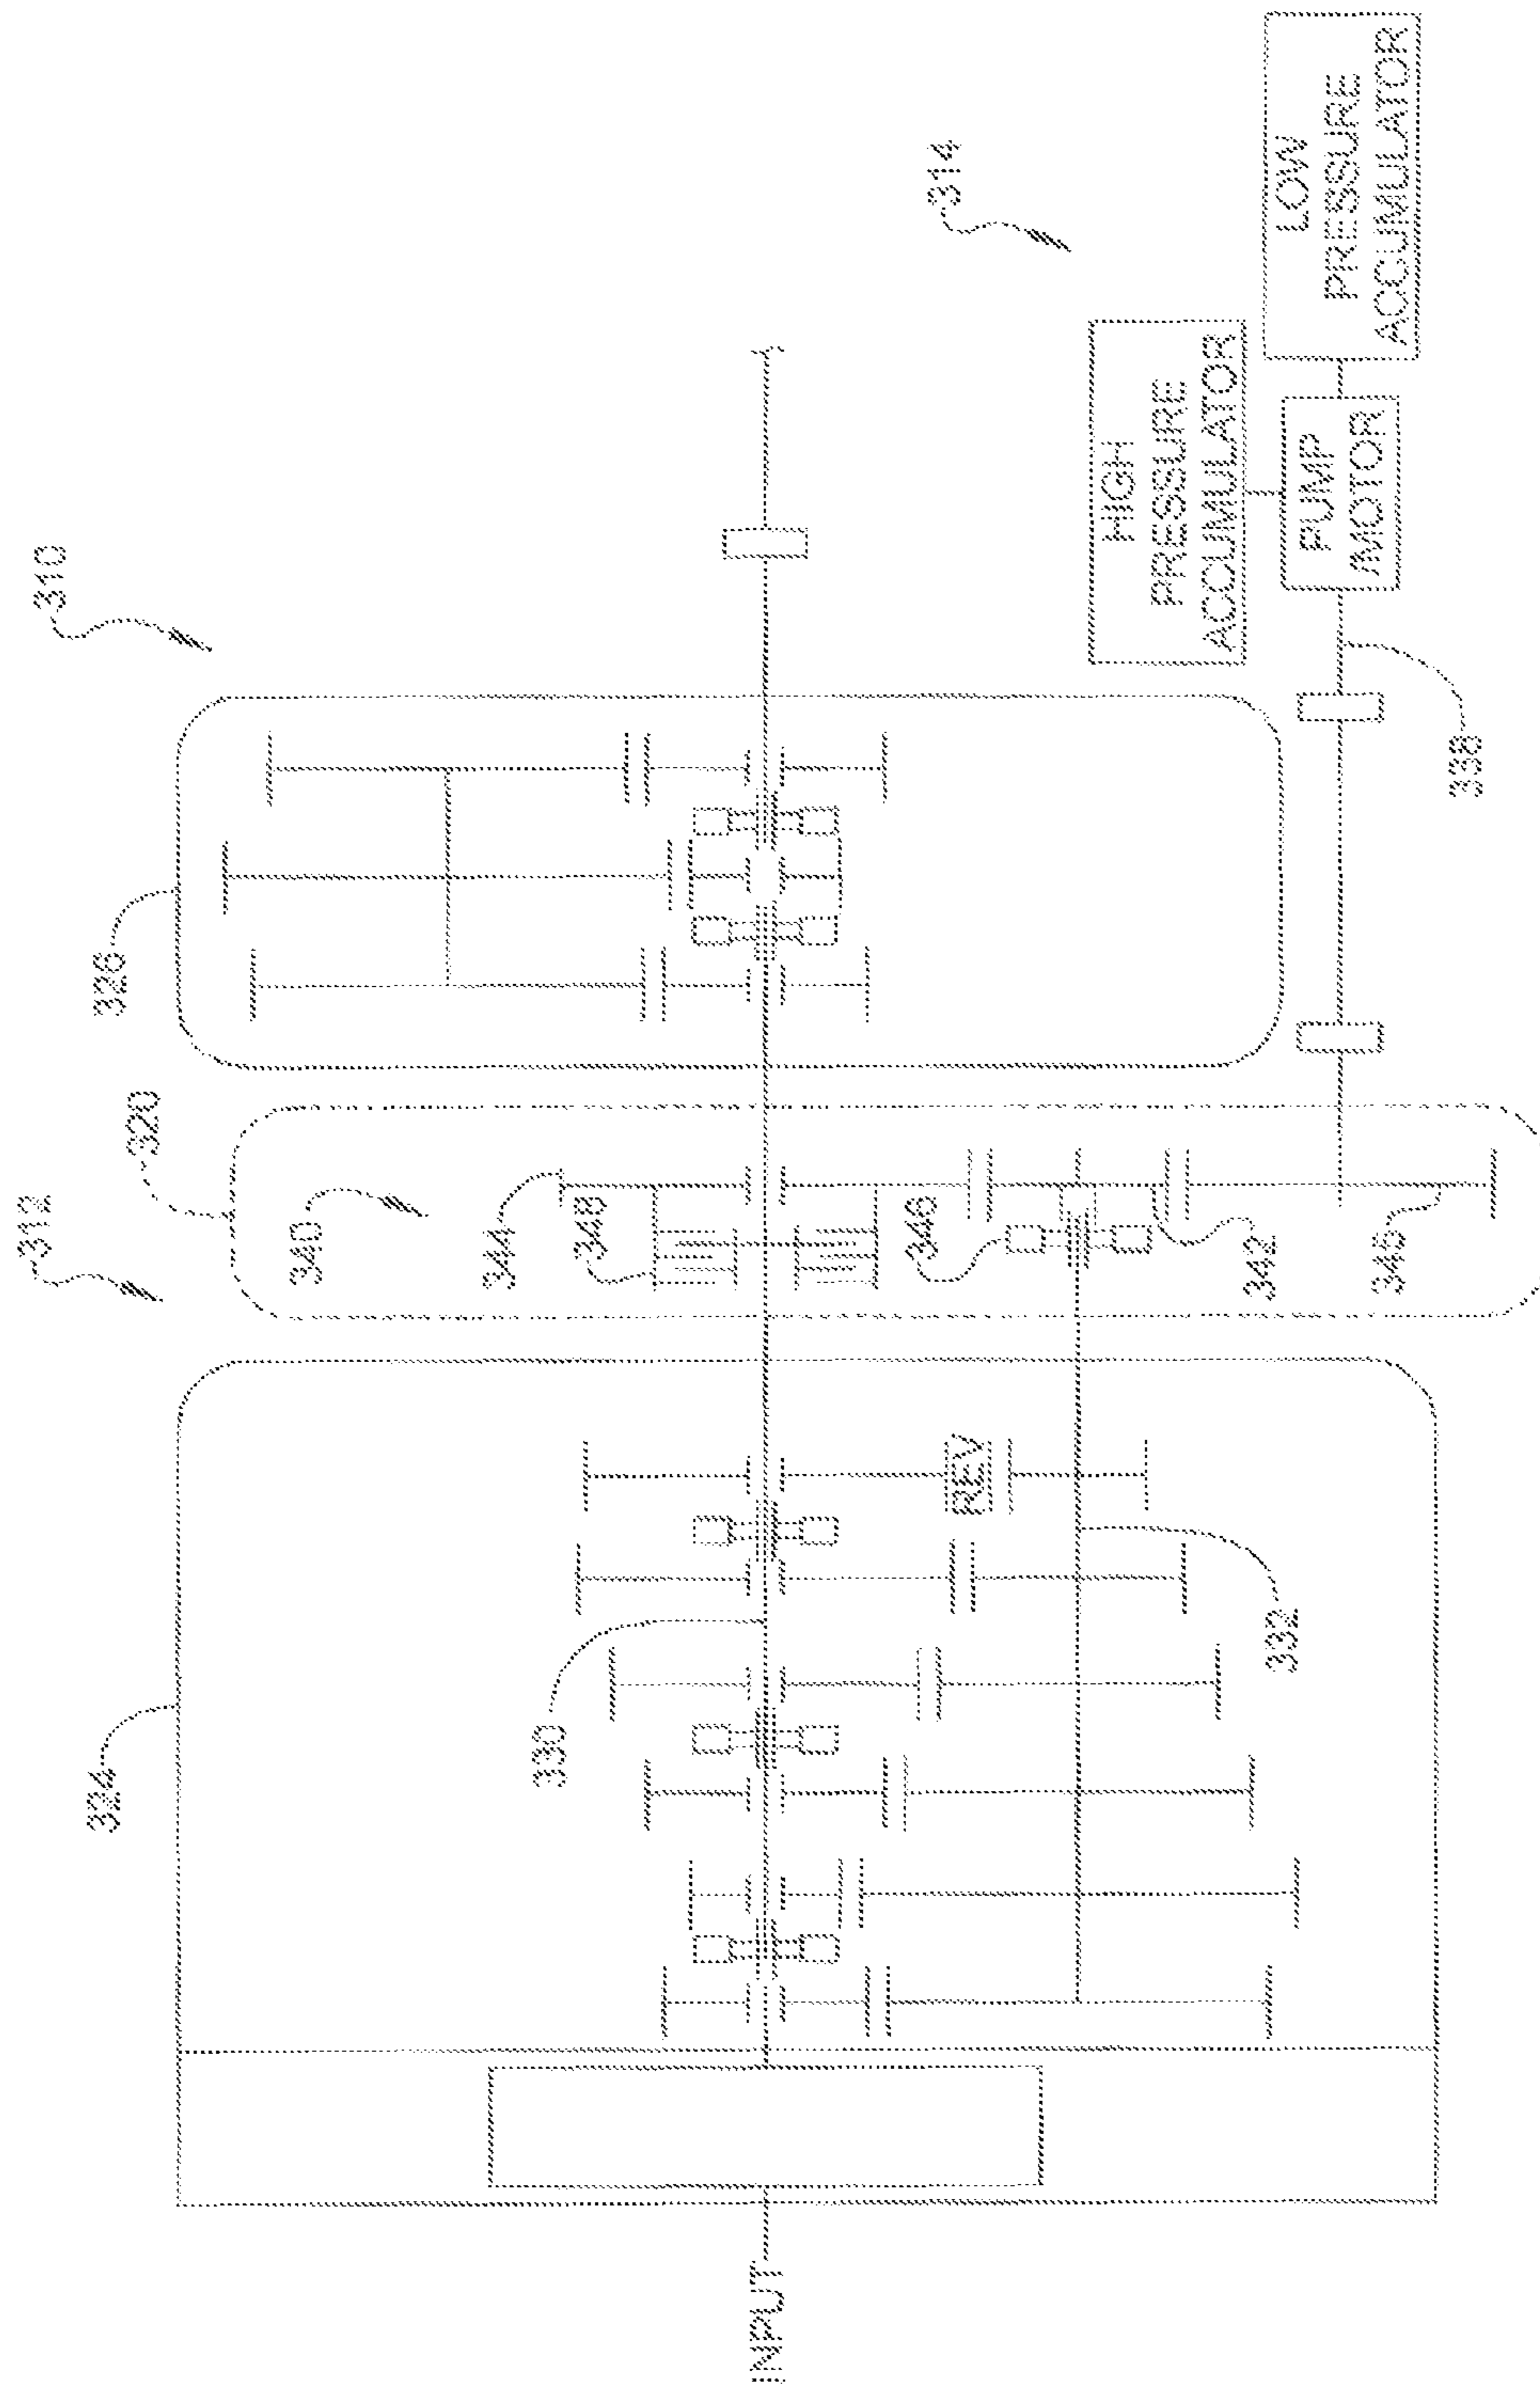 312
310
324
326
320
340
344
330
348
INPUT
346
314
REV
HIGH
PRESSURE
ACCUMULATOR
332
342
LOW
PRESSURE
ACCUMULATOR
PUMP
/MOTOR
345
338